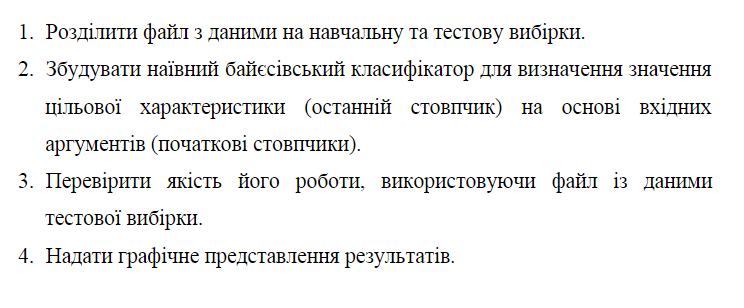 1. Розділити файл з даними на навчальну та тестову вибірки.
2. Збудувати наївний байєсівський класифікатор для визначення значення
цільової характеристики (останній стовпчик) на основі вхідних
аргументів (початкові стовпчики).
3. Перевірити якість його роботи, використовуючи файл із даними
тестової вибірки.
4. Надати графічне представлення результатів.